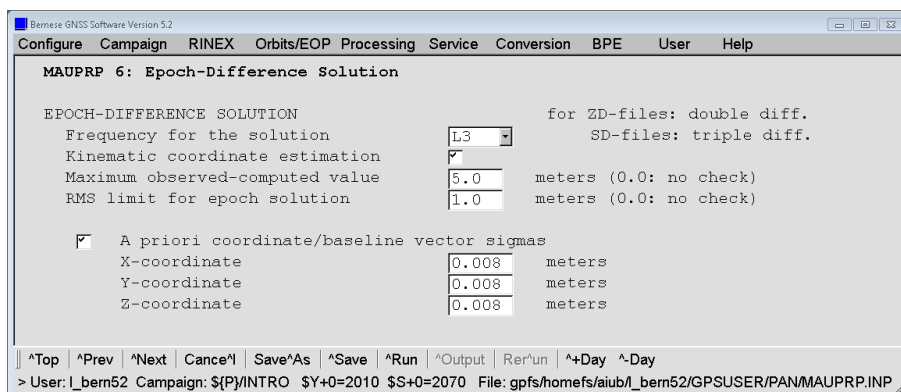 Bernese GNSS Software Version 5.2
Configure Campaign RINEX Orbits/EOP Processing Service Conversion BPE User Help
MAUPRP 6: Epoch-Difference Solution
EPOCH-DIFFERENCE SOLUTION for ZD-files: double diff.
Frequency for the solution L3 SD-files: triple diff.
Kinematic coordinate estimation
Maximum observed-computed value 5.0 meters (0.0: no check)
RMS limit for epoch solution 1.0 meters (0.0: no check)
A priori coordinate/baseline vector sigmas
X-coordinate 0.008 meters
Y-coordinate 0.008 meters
Z-coordinate 0.008 meters
^Top | ^Prev | ^Next | Cance^l | Save^As | ^Save | ^Run | ^Output | Rer^un | ^+Day ^-Day
> User: l_bern52 Campaign: ${P}/INTRO $Y+0=2010 $S+0=2070 File: gpfs/homefs/aiub/l_bern52/GPSUSER/PAN/MAUPRP.INP